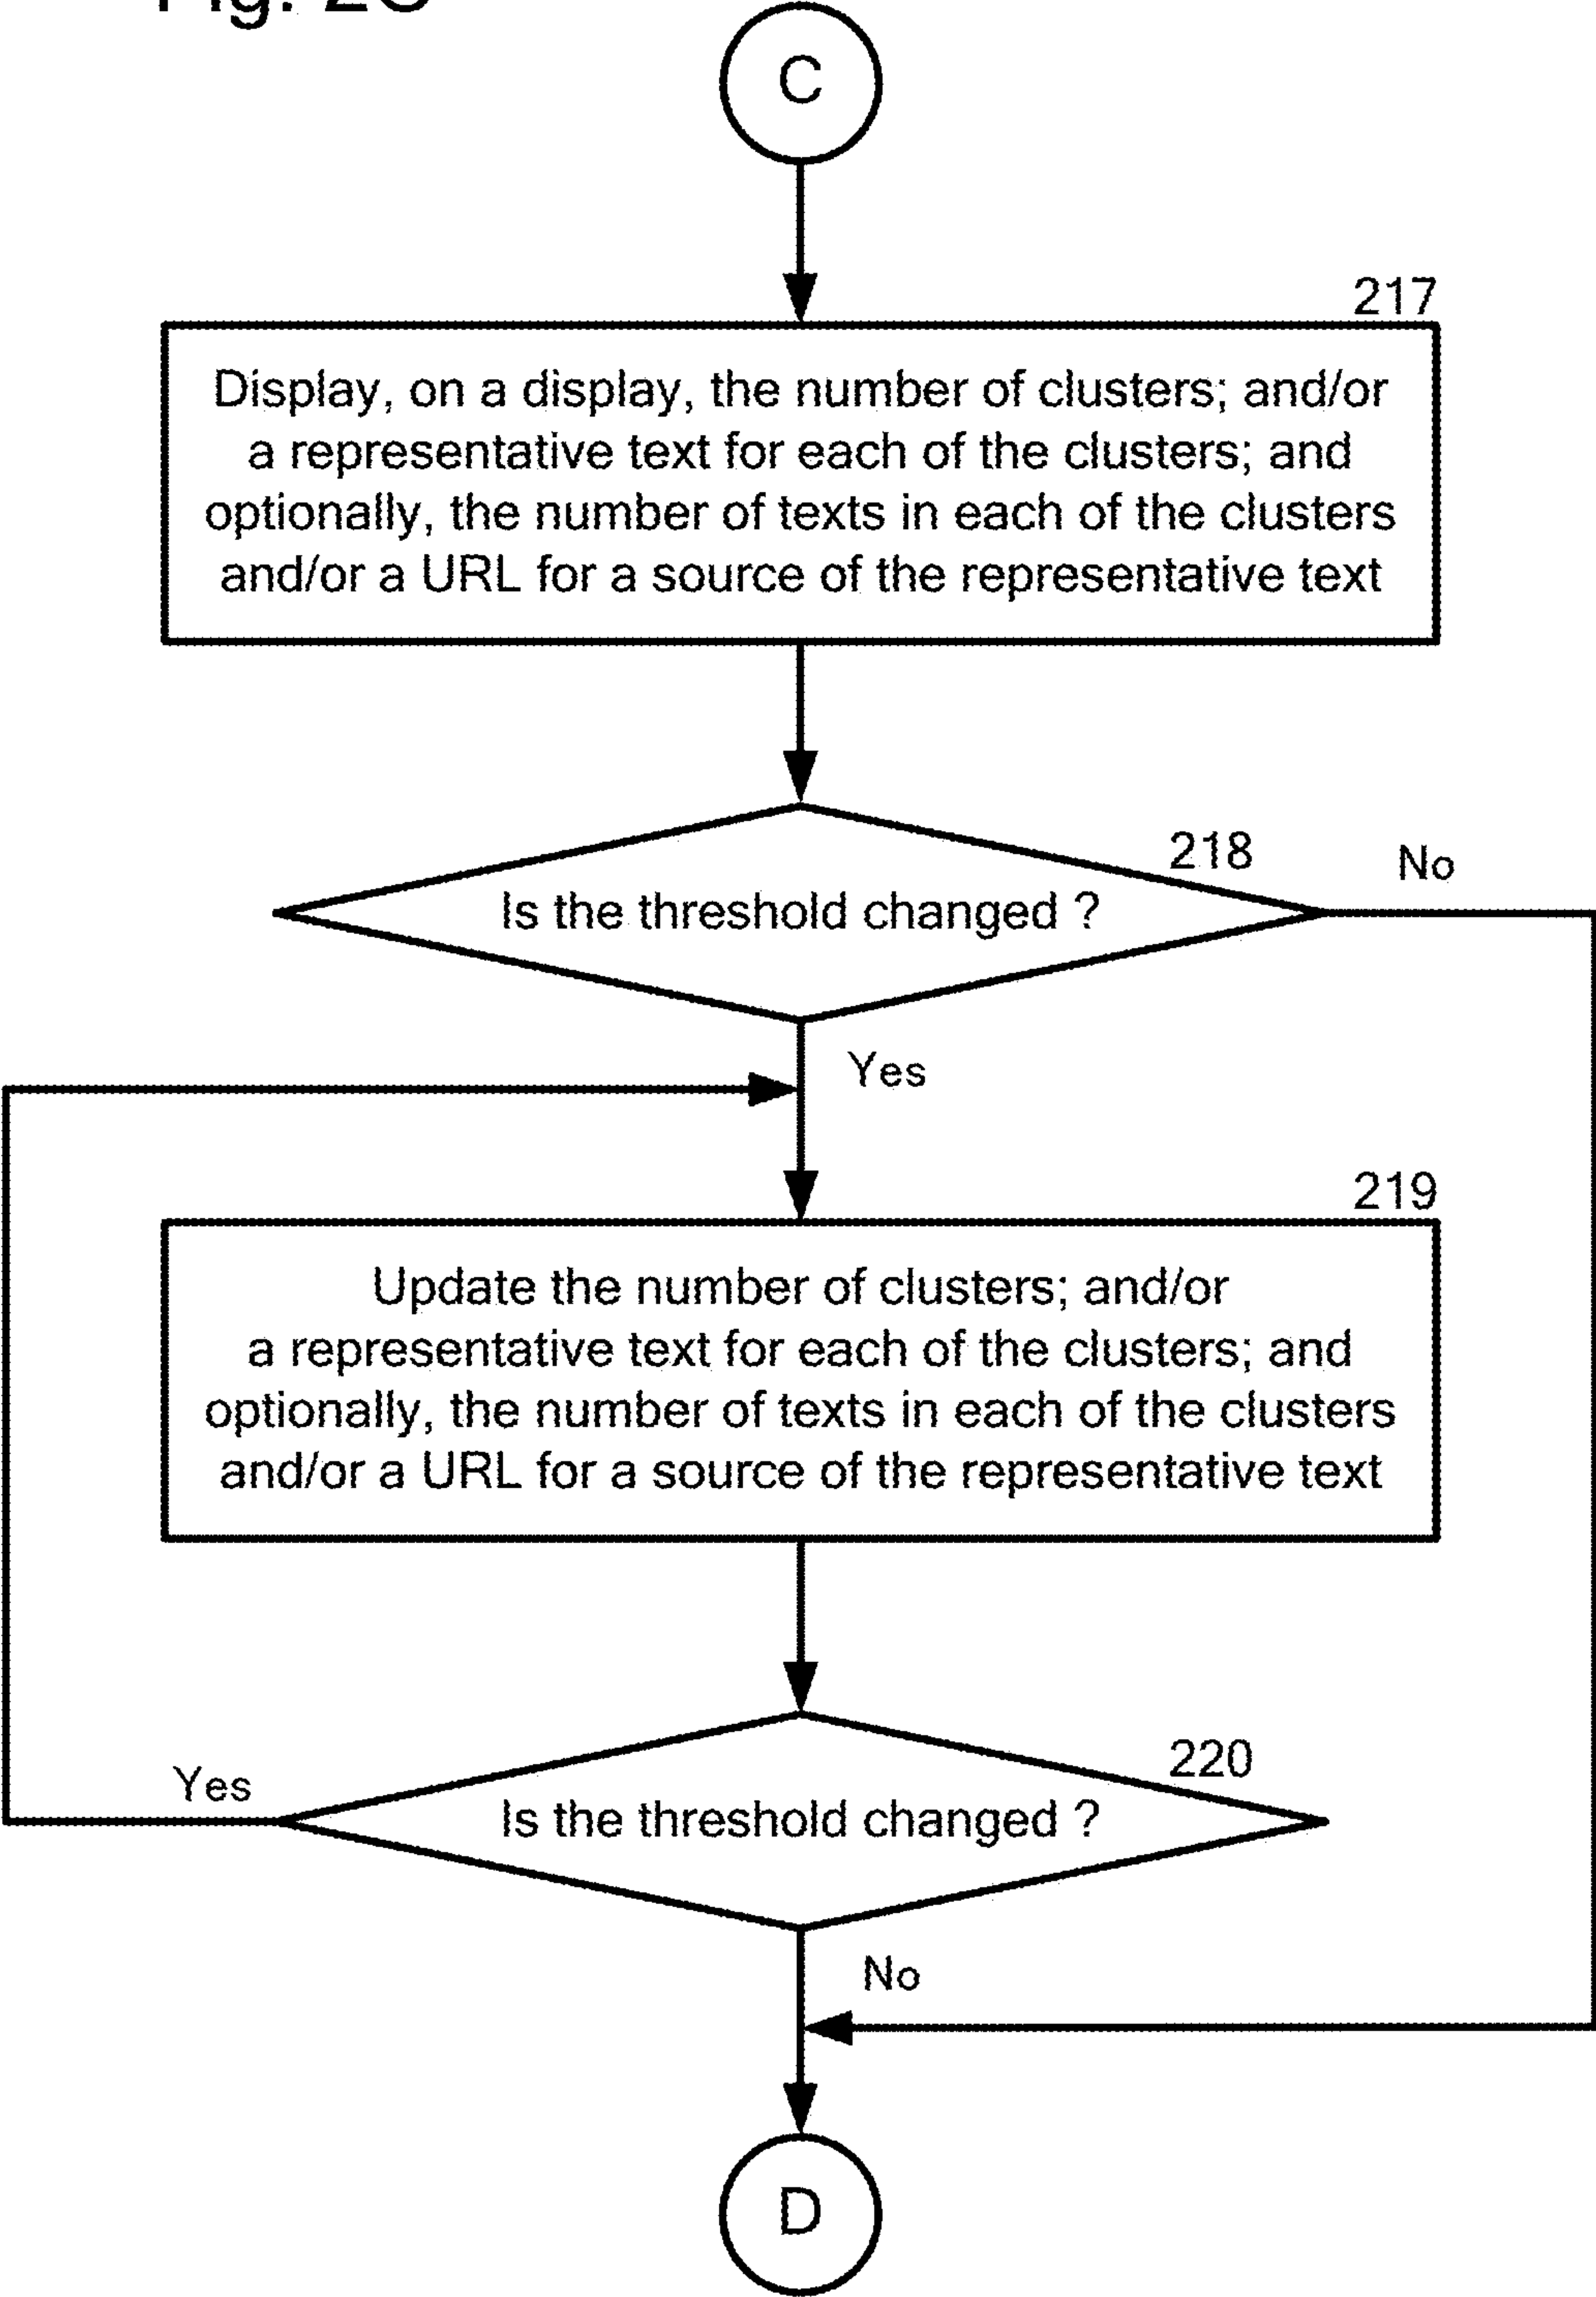 Fig. 2C
C
217
Display, on a display, the number of clusters; and/or
a representative text for each of the clusters; and
optionally, the number of texts in each of the clusters
and/or a URL for a source of the representative text
218
No
Is the threshold changed ?
Yes
219
Update the number of clusters; and/or
a representative text for each of the clusters; and
optionally, the number of texts in each of the clusters
and/or a URL for a source of the representative text
220
Yes
Is the threshold changed ?
No
D